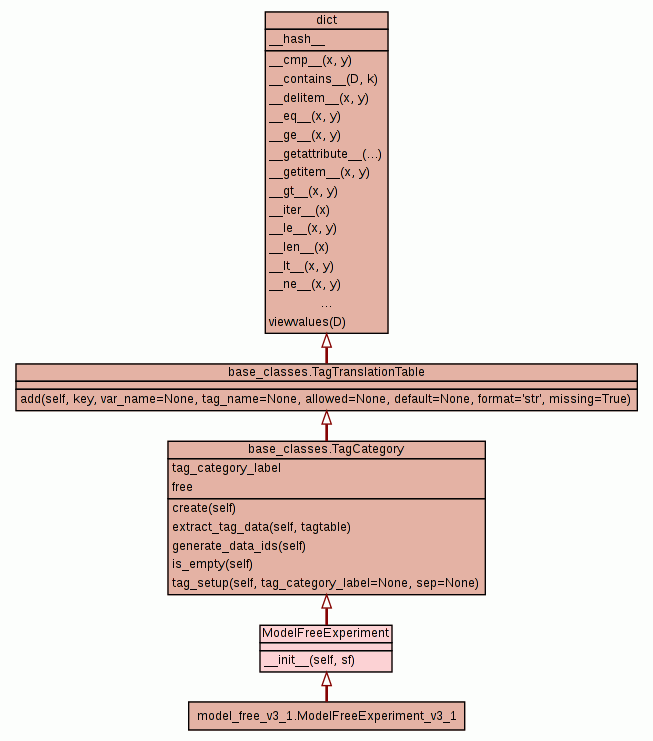 dict
__hash__
__cmp__(x, y)
__contains__(D, k)
__delitem__(x, y)
__eq__(x, y)
__ge__(x, y)
__getattribute__(...)
__getitem__(x, y)
__gt__(x, y)
__iter__(x)
__le__(x, y)
__len__(x)
__lt__(x, y)
__ne__(x, y)
...
viewvalues(D)
base_classes.TagTranslationTable
add(self, key, var_name=None, tag_name=None, allowed=None, default=None, format='str', missing=True)
base_classes.TagCategory
tag_category_label
free
create(self)
extract_tag_data(self, tagtable)
generate_data_ids(self)
is_empty(self)
tag_setup(self, tag_category_label=None, sep=None)
ModelFreeExperiment
__init__(self, sf)
model_free_v3_1.ModelFreeExperiment_v3_1